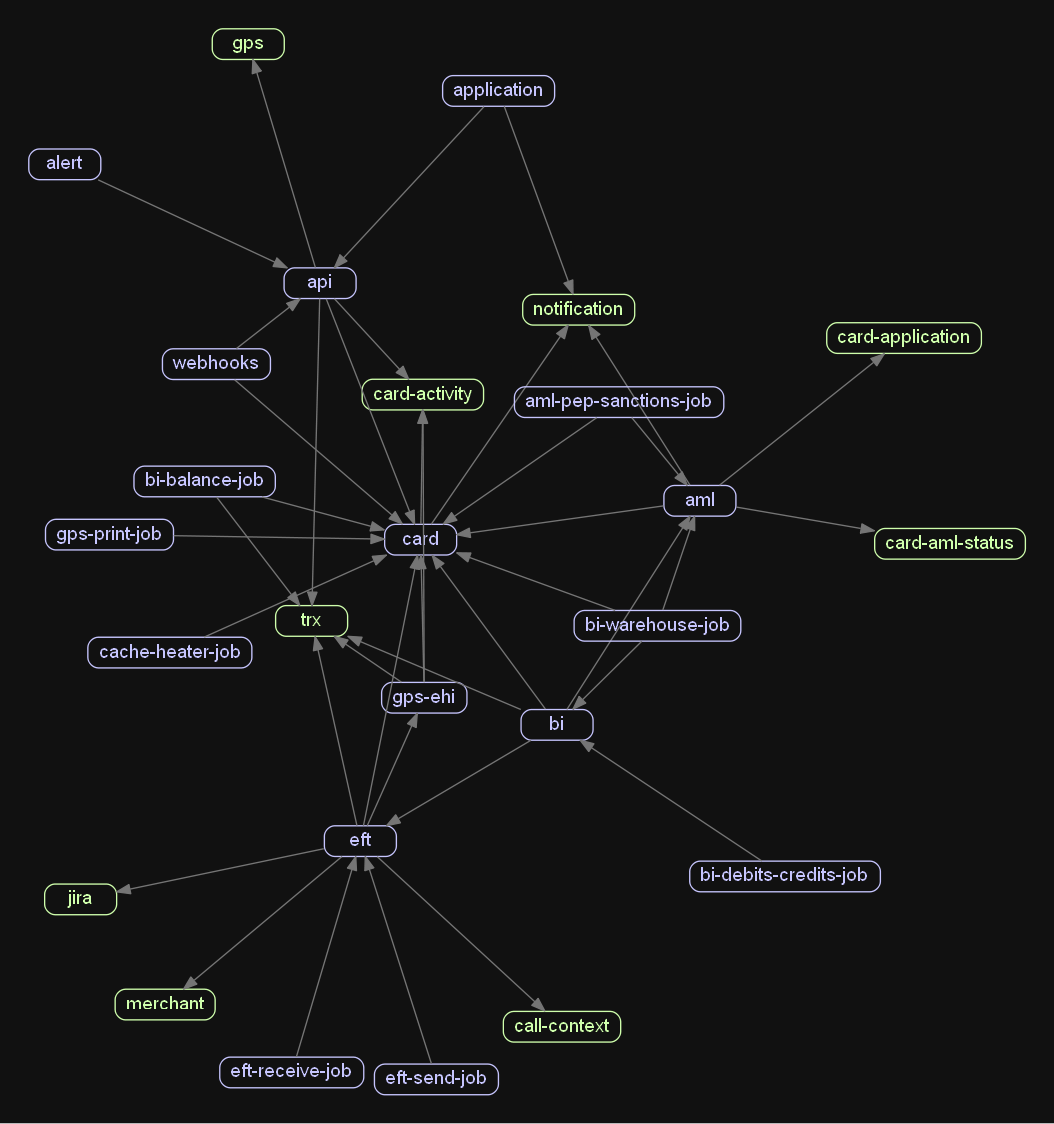 gps
application
alert
api
notification
card-application
webhooks
card-activity
aml-pep-sanctions-job
bi-balance-job
aml
gps-print-job
card
card-aml-status
trx
bi-warehouse-job
cache-heater-job
gps-ehi
bi
eft
bi-debits-credits-job
jira
merchant
call-context
eft-receive-job
eft-send-job